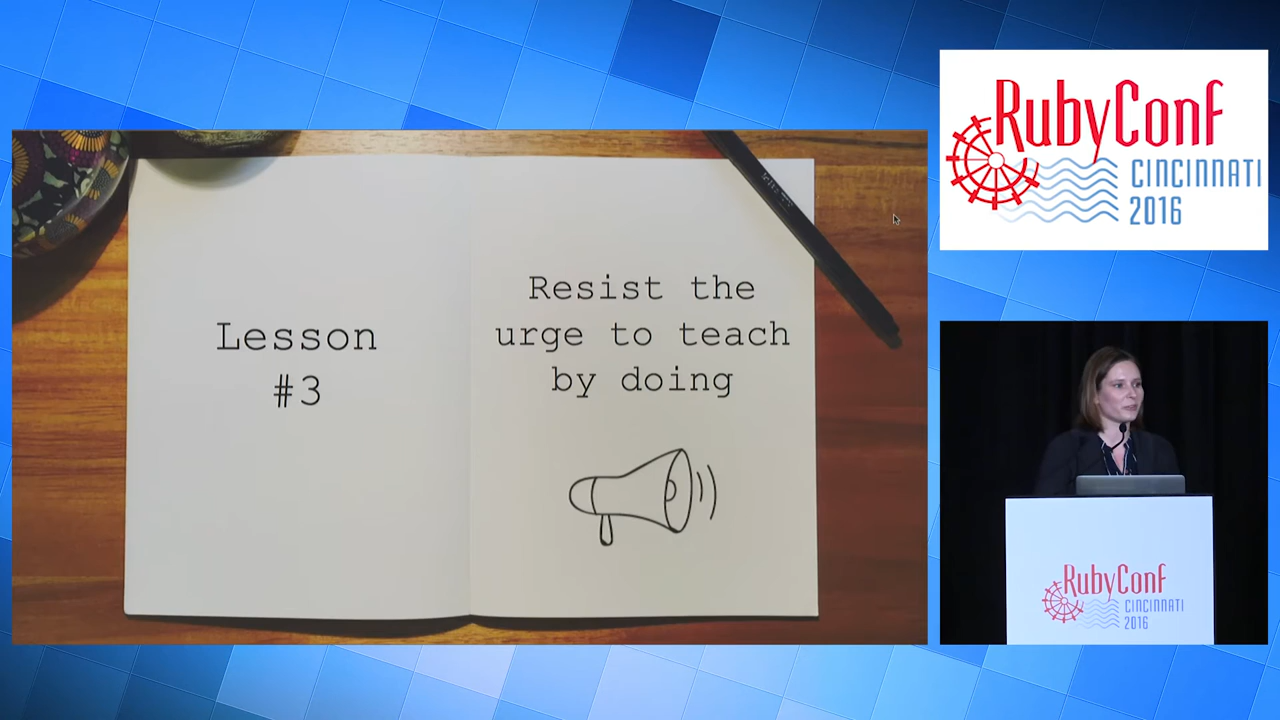 Lesson
#3
Resist the
urge to teach
by doing
RubyConf
CINCINNATI
2016
RubyConf
CINCINNATI
2016